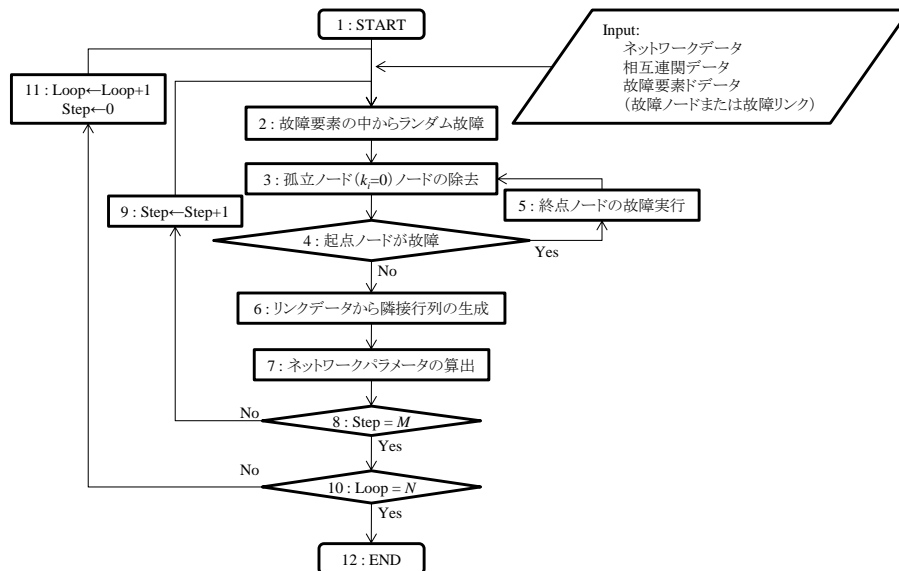 1 : START
Input:
ネットワークデータ
相互連関データ
故障要素ドデータ
（故障ノードまたは故障リンク）
11 : Loop←Loop+1
Step←0
2 : 故障要素の中からランダム故障
3 : 孤立ノード(ki=0)ノードの除去
9 : Step←Step+1
5 : 終点ノードの故障実行
4 : 起点ノードが故障
Yes
No
6 : リンクデータから隣接行列の生成
7 : ネットワークパラメータの算出
No
8 : Step = M
Yes
No
10 : Loop = N
Yes
12 : END